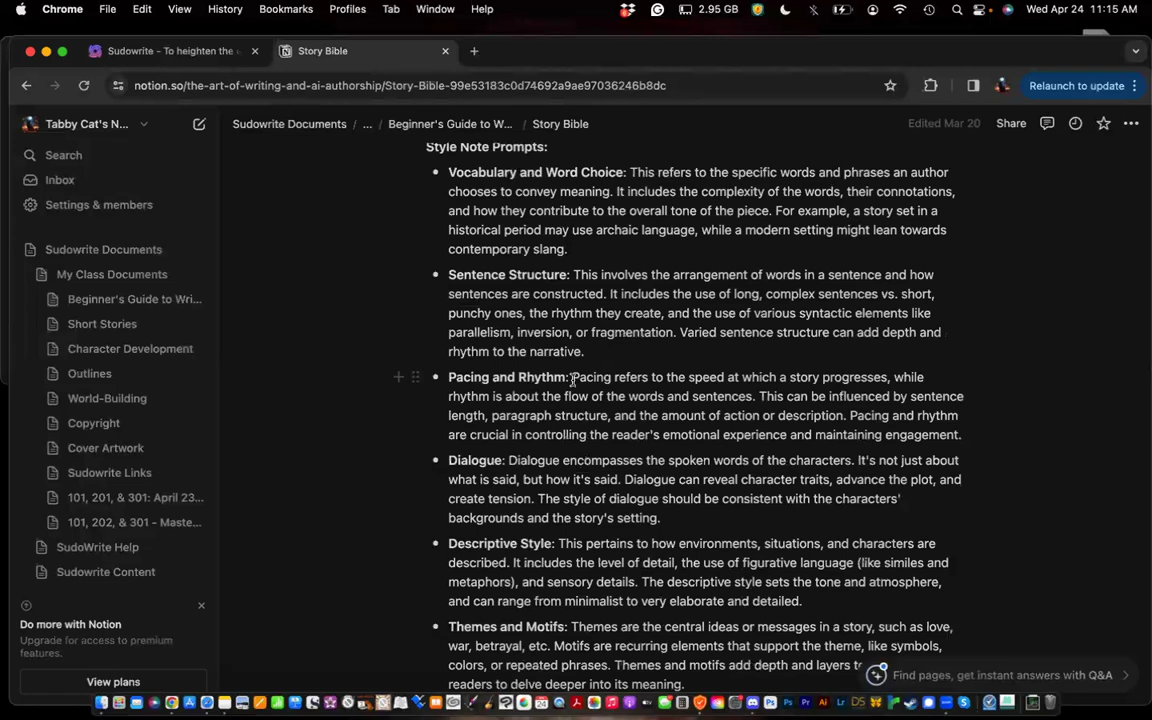 Chrome File Edit View History Bookmarks Profiles Tab Window Help 2.95 GB Wed Apr 24 11:15 AM
Sudowrite - To heighten the e Story Bible
notion.so/the-art-of-writing-and-ai-authorship/Story-Bible-99e53183c0d74692a9ae97036246b8dc Relaunch to update
Tabby Cat's N... Sudowrite Documents / ... / Beginner's Guide to W... / Story Bible Edited Mar 20 Share
Search
Inbox
Settings & members
Sudowrite Documents
My Class Documents
Beginner's Guide to Wri...
Short Stories
Character Development
Outlines
World-Building
Copyright
Cover Artwork
Sudowrite Links
101, 201, & 301: April 23...
101, 202, & 301 - Maste...
SudoWrite Help
Sudowrite Content
Do more with Notion
Upgrade for access to premium
features.
View plans
Style Note Prompts:
• Vocabulary and Word Choice: This refers to the specific words and phrases an author
chooses to convey meaning. It includes the complexity of the words, their connotations,
and how they contribute to the overall tone of the piece. For example, a story set in a
historical period may use archaic language, while a modern setting might lean towards
contemporary slang.
• Sentence Structure: This involves the arrangement of words in a sentence and how
sentences are constructed. It includes the use of long, complex sentences vs. short,
punchy ones, the rhythm they create, and the use of various syntactic elements like
parallelism, inversion, or fragmentation. Varied sentence structure can add depth and
rhythm to the narrative.
• Pacing and Rhythm: Pacing refers to the speed at which a story progresses, while
rhythm is about the flow of the words and sentences. This can be influenced by sentence
length, paragraph structure, and the amount of action or description. Pacing and rhythm
are crucial in controlling the reader's emotional experience and maintaining engagement.
• Dialogue: Dialogue encompasses the spoken words of the characters. It's not just about
what is said, but how it's said. Dialogue can reveal character traits, advance the plot, and
create tension. The style of dialogue should be consistent with the characters'
backgrounds and the story's setting.
• Descriptive Style: This pertains to how environments, situations, and characters are
described. It includes the level of detail, the use of figurative language (like similes and
metaphors), and sensory details. The descriptive style sets the tone and atmosphere,
and can range from minimalist to very elaborate and detailed.
• Themes and Motifs: Themes are the central ideas or messages in a story, such as love,
war, betrayal, etc. Motifs are recurring elements that support the theme, like symbols,
colors, or repeated phrases. Themes and motifs add depth and layers
readers to delve deeper into its meaning.
Find pages, get instant answers with Q&A